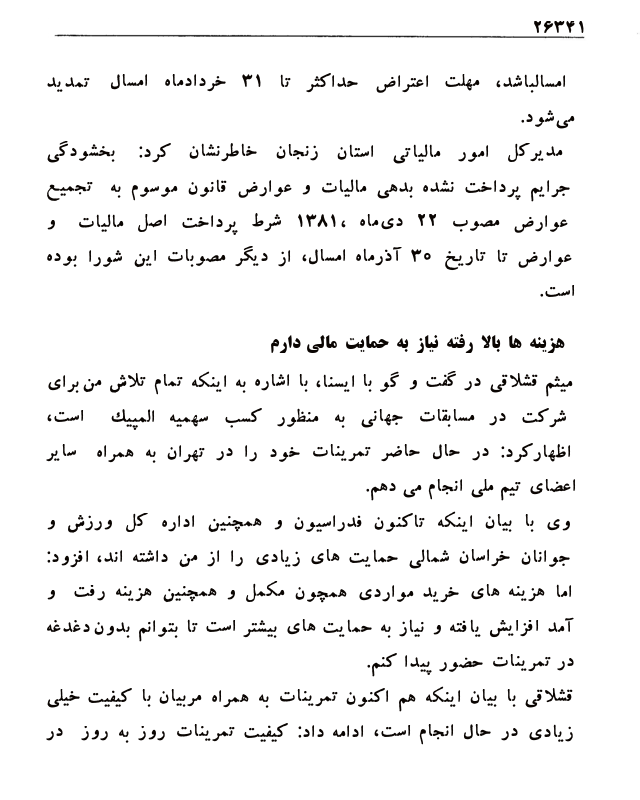 ۲۶۳۴۱
امسالباشد، مهلت اعتراض حداکثر تا ۳۱ خردادماه امسال تمدید
می‌شود.
مدیرکل امور مالیاتی استان زنجان خاطرنشان کرد: بخشودگی
جرایم پرداخت نشده بدهی مالیات و عوارض قانون موسوم به تجمیع
عوارض مصوب ۲۲ دی‌ماه ،۱۳۸۱ شرط پرداخت اصل مالیات و
عوارض تا تاریخ ۳۰ آذرماه امسال، از دیگر مصوبات این شورا بوده
است.
هزینه ها بالا رفته نیاز به حمایت مالی دارم
میثم قشلاقی در گفت و گو با ایسنا، با اشاره به اینکه تمام تلاش من برای
شرکت در مسابقات جهانی به منظور کسب سهمیه المپیك است،
اظهارکرد: در حال حاضر تمرینات خود را در تهران به همراه سایر
اعضای تیم ملی انجام می دهم.
وی با بیان اینکه تاکنون فدراسیون و همچنین اداره کل ورزش و
جوانان خراسان شمالی حمایت های زیادی را از من داشته اند، افزود:
اما هزینه های خرید مواردی همچون مکمل و همچنین هزینه رفت و
آمد افزایش یافته و نیاز به حمایت های بیشتر است تا بتوانم بدون دغدغه
در تمرینات حضور پیدا کنم.
قشلاقی با بیان اینکه هم اکنون تمرینات به همراه مربیان با کیفیت خیلی
زیادی در حال انجام است، ادامه داد: کیفیت تمرینات روز به روز در